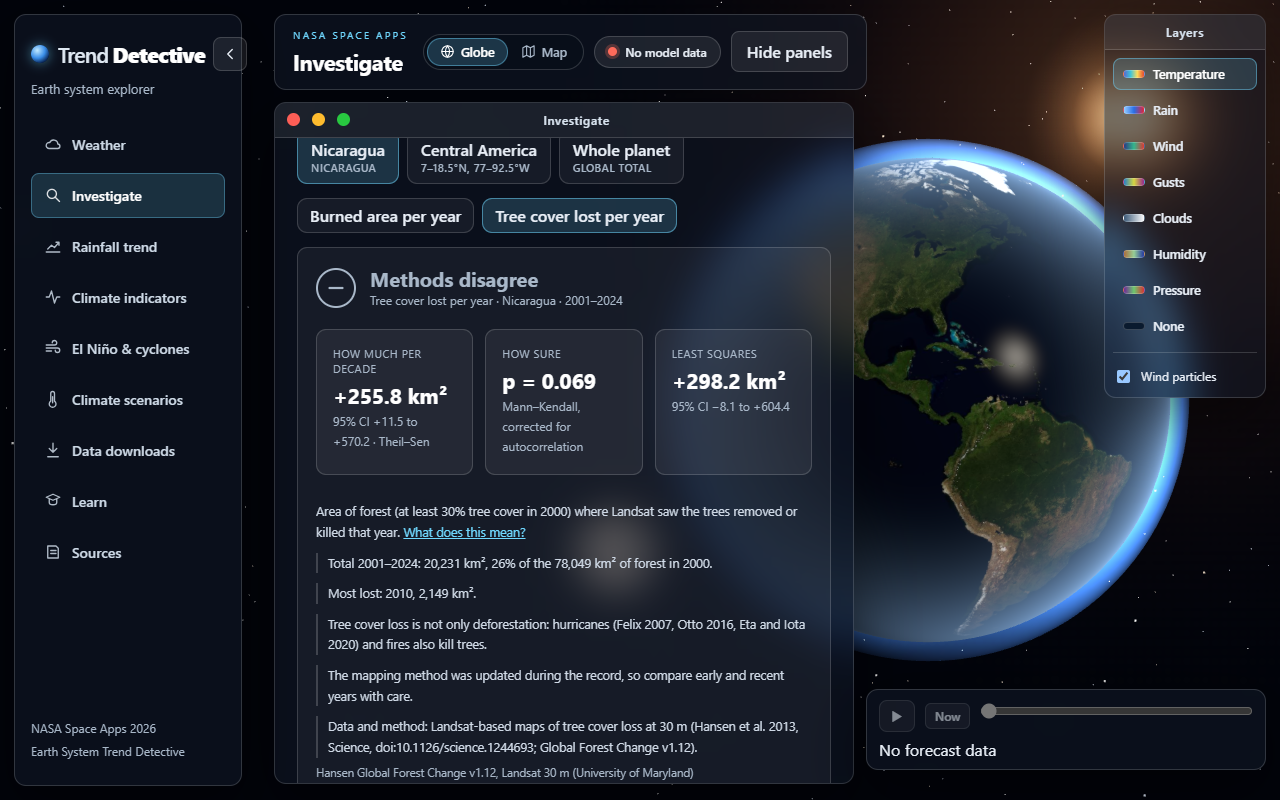 Trend Detective
Earth system explorer
Weather
Investigate
Rainfall trend
Climate indicators
El Niño & cyclones
Climate scenarios
Data downloads
Learn
Sources
NASA Space Apps 2026
Earth System Trend Detective
NASA SPACE APPS
Investigate
Globe
Map
No model data
Hide panels
Investigate
Nicaragua
NICARAGUA
Central America
7–18.5°N, 77–92.5°W
Whole planet
GLOBAL TOTAL
Burned area per year
Tree cover lost per year
Methods disagree
Tree cover lost per year · Nicaragua · 2001–2024
HOW MUCH PER
DECADE
+255.8 km²
95% CI +11.5 to
+570.2 · Theil–Sen
HOW SURE
p = 0.069
Mann–Kendall,
corrected for
autocorrelation
LEAST SQUARES
+298.2 km²
95% CI −8.1 to +604.4
Area of forest (at least 30% tree cover in 2000) where Landsat saw the trees removed or
killed that year. What does this mean?
Total 2001–2024: 20,231 km², 26% of the 78,049 km² of forest in 2000.
Most lost: 2010, 2,149 km².
Tree cover loss is not only deforestation: hurricanes (Felix 2007, Otto 2016, Eta and Iota
2020) and fires also kill trees.
The mapping method was updated during the record, so compare early and recent
years with care.
Data and method: Landsat-based maps of tree cover loss at 30 m (Hansen et al. 2013,
Science, doi:10.1126/science.1244693; Global Forest Change v1.12).
Hansen Global Forest Change v1.12, Landsat 30 m (University of Maryland)
Layers
Temperature
Rain
Wind
Gusts
Clouds
Humidity
Pressure
None
Wind particles
Now
No forecast data